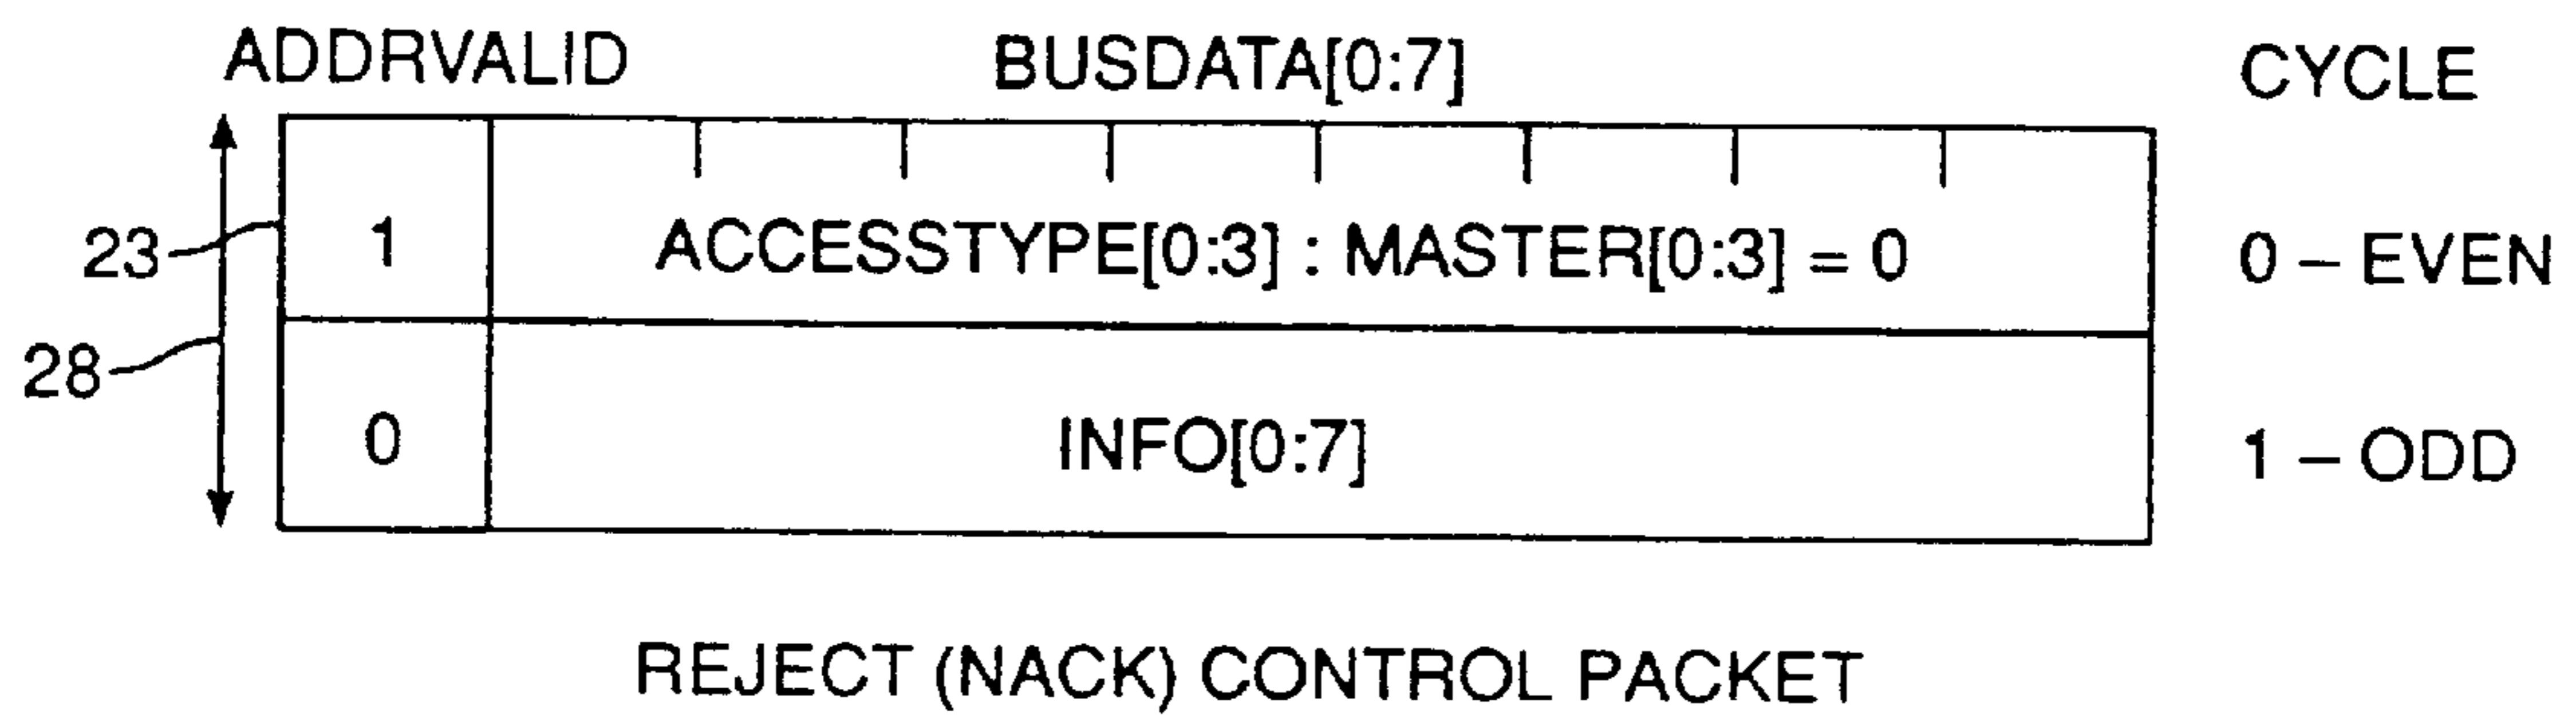 ADDRVALID BUSDATA[0:7] CYCLE
23 1 ACCESSTYPE[0:3] : MASTER[0:3] = 0 0 – EVEN
28
0 INFO[0:7] 1 – ODD
REJECT (NACK) CONTROL PACKET